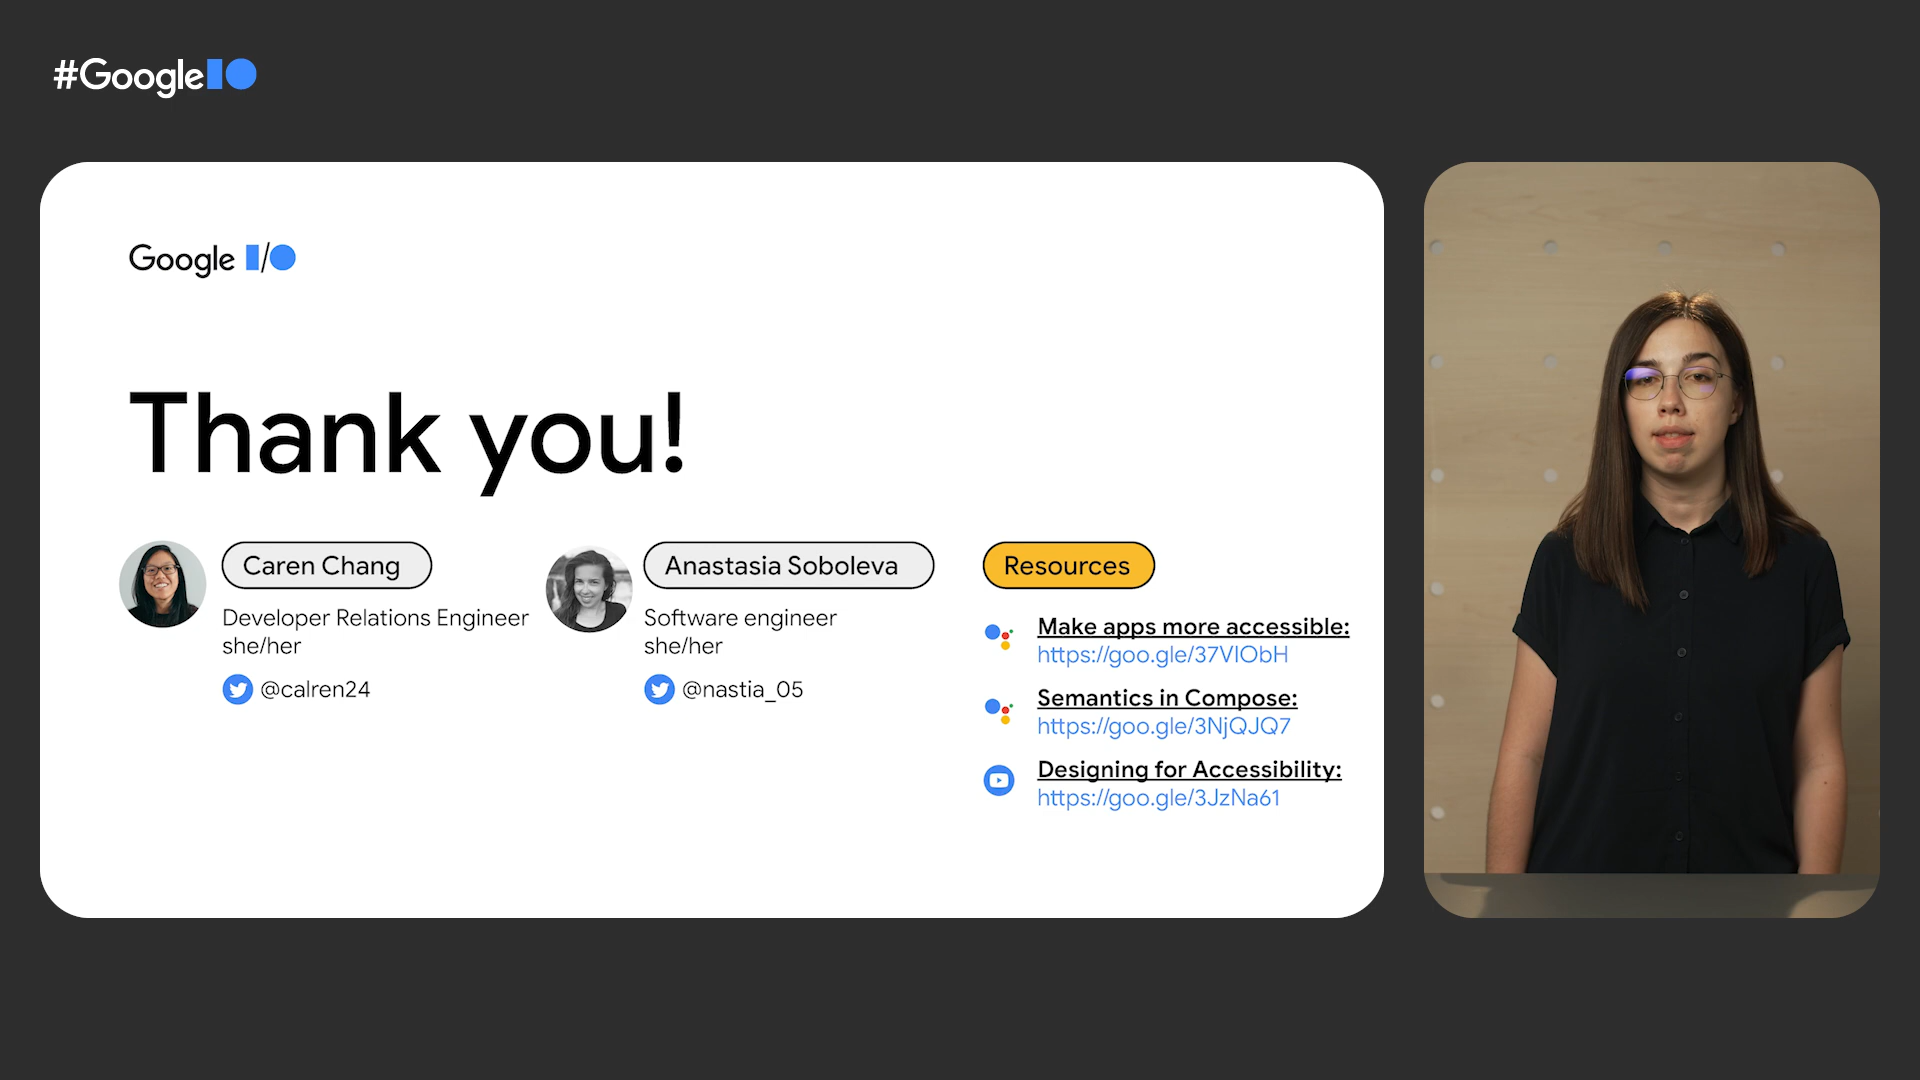 #GoogleIO
Google I/O
Thank you!
Caren Chang
Developer Relations Engineer
she/her
@calren24
Anastasia Soboleva
Software engineer
she/her
@nastia_05
Resources
Make apps more accessible:
https://goo.gle/37VlObH
Semantics in Compose:
https://goo.gle/3NjQJQ7
Designing for Accessibility:
https://goo.gle/3JzNa61